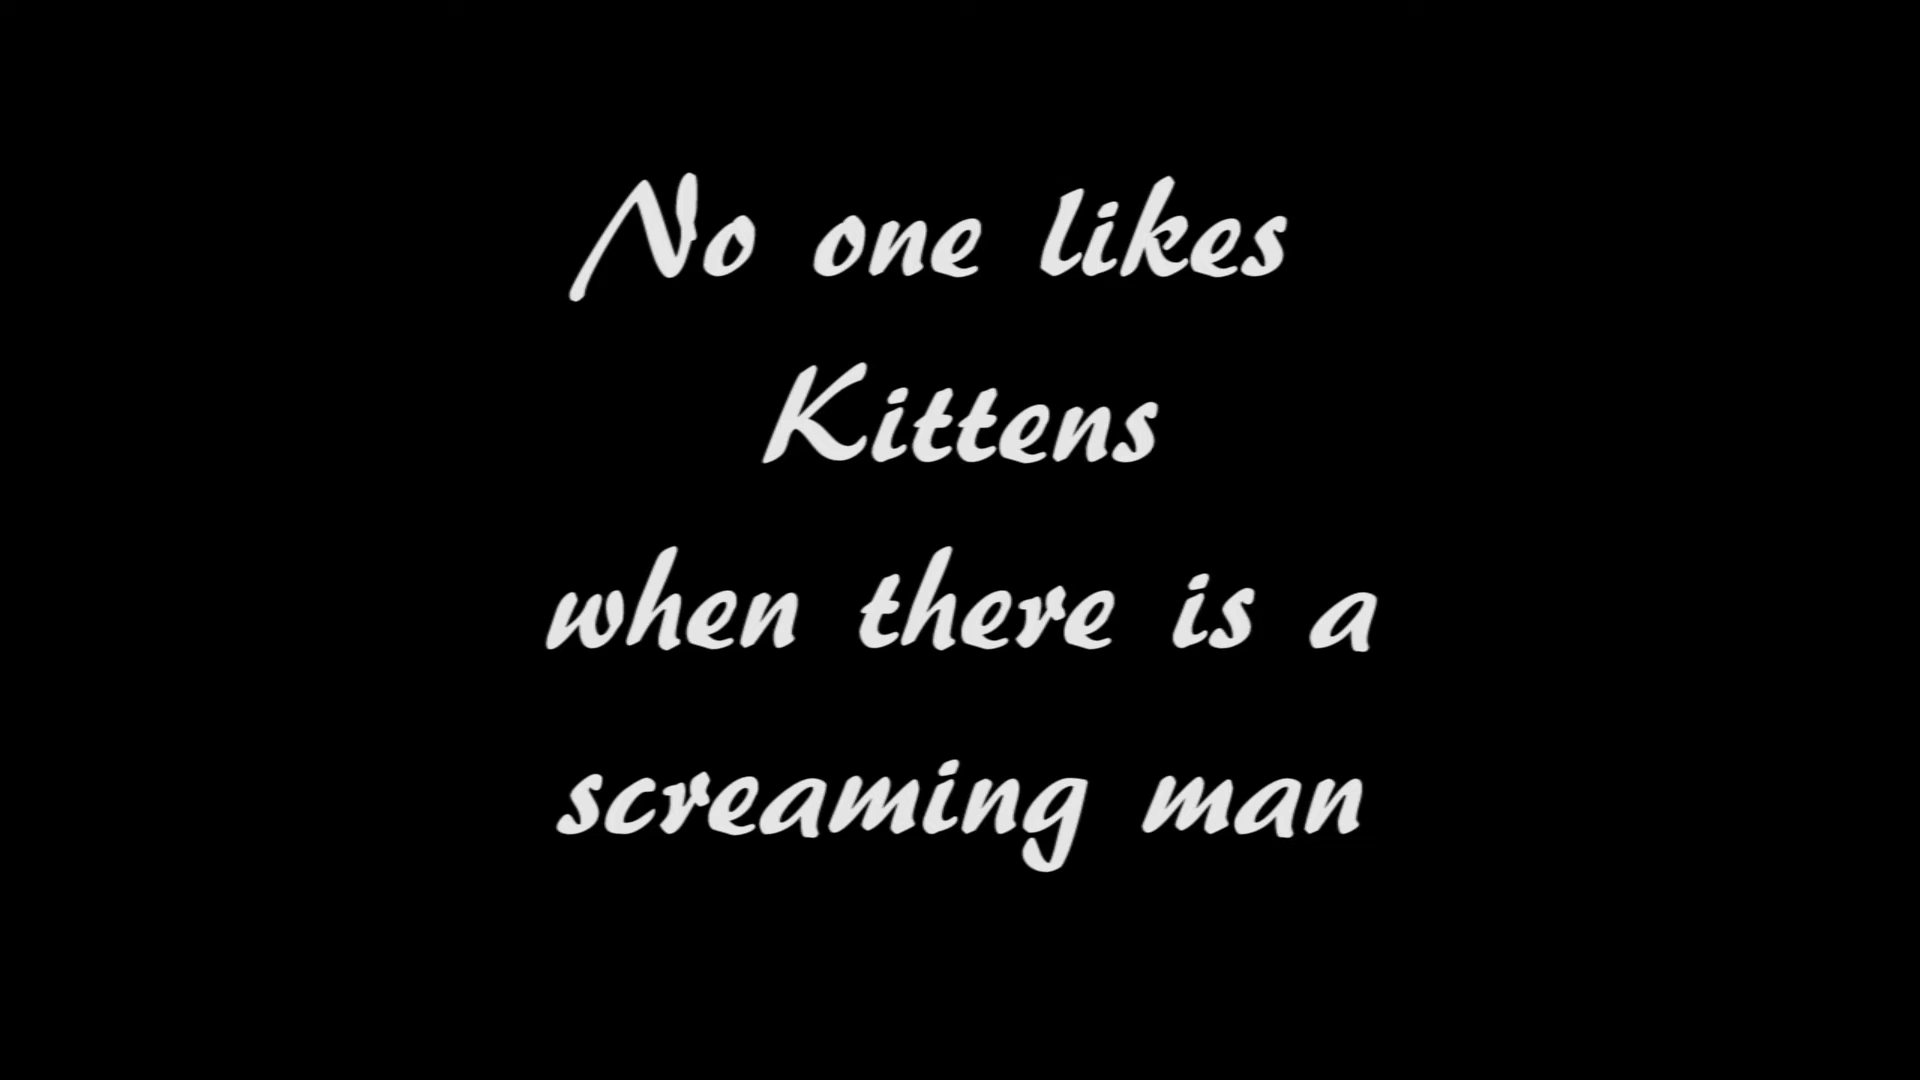 No one likes
Kittens
when there is a
screaming man